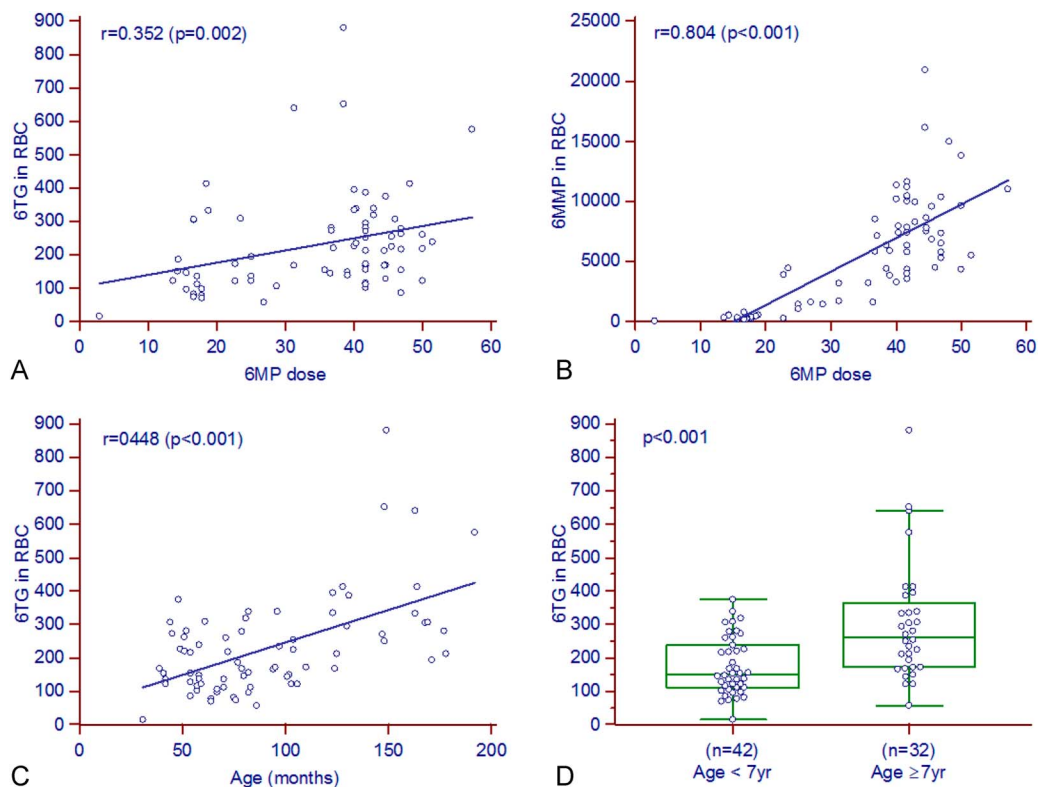 900
800
700
600
500
400
300
200
100
0
6TG in RBC
r=0.352 (p=0.002)
0 10 20 30 40 50 60
6MP dose
A
25000
20000
15000
10000
5000
0
6MMP in RBC
r=0.804 (p<0.001)
0 10 20 30 40 50 60
6MP dose
B
900
800
700
600
500
400
300
200
100
0
6TG in RBC
r=0448 (p<0.001)
0 50 100 150 200
Age (months)
C
900
800
700
600
500
400
300
200
100
0
6TG in RBC
p<0.001
(n=42) (n=32)
Age < 7yr Age ≥7yr
D